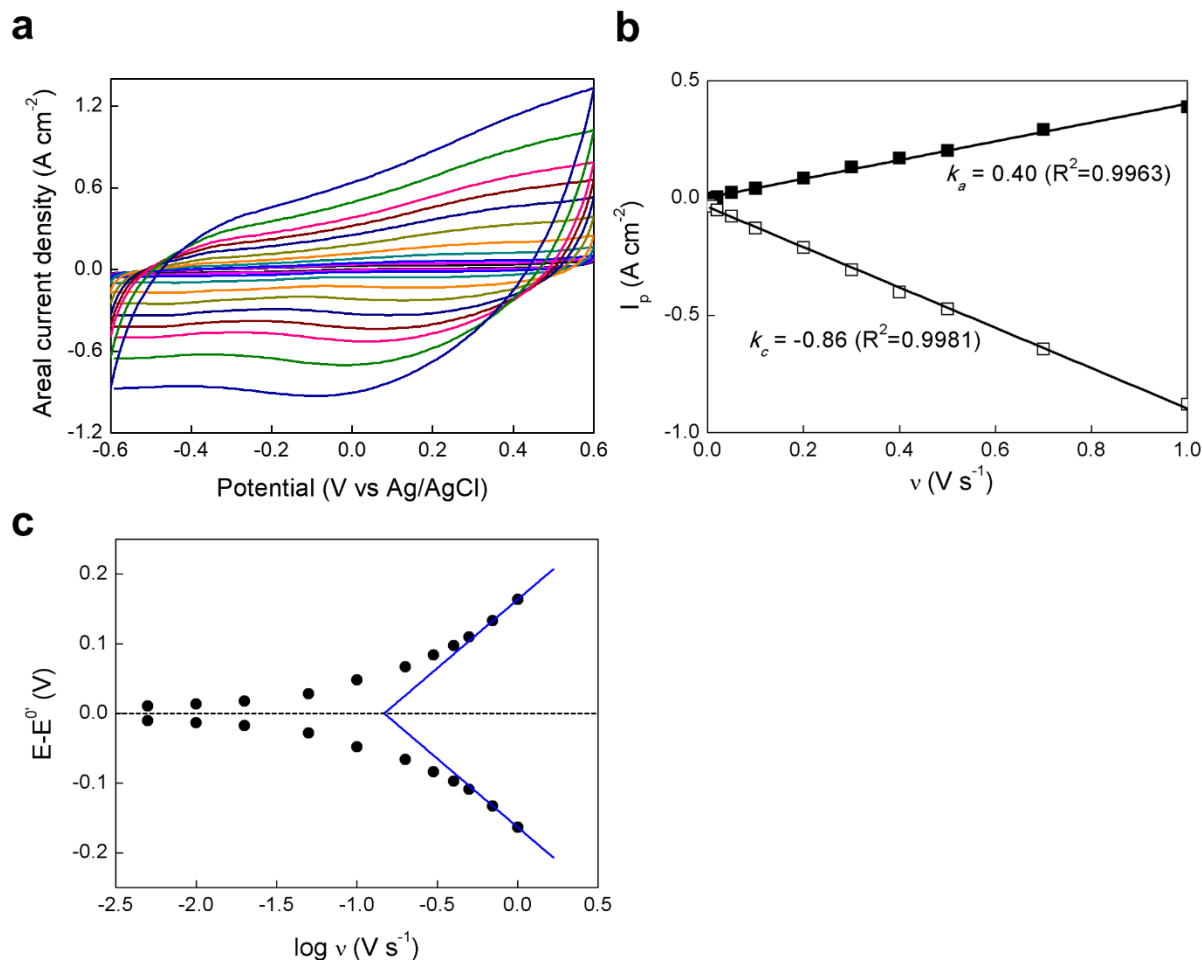 a
Areal current density (A cm⁻²)
1.2
0.6
0.0
-0.6
-1.2
-0.6 -0.4 -0.2 0.0 0.2 0.4 0.6
Potential (V vs Ag/AgCl)
b
I_p (A cm⁻²)
0.5
0.0
-0.5
-1.0
k_a = 0.40 (R²=0.9963)
k_c = -0.86 (R²=0.9981)
0.0 0.2 0.4 0.6 0.8 1.0
ν (V s⁻¹)
c
E-E⁰' (V)
0.2
0.1
0.0
-0.1
-0.2
-2.5 -2.0 -1.5 -1.0 -0.5 0.0 0.5
log ν (V s⁻¹)